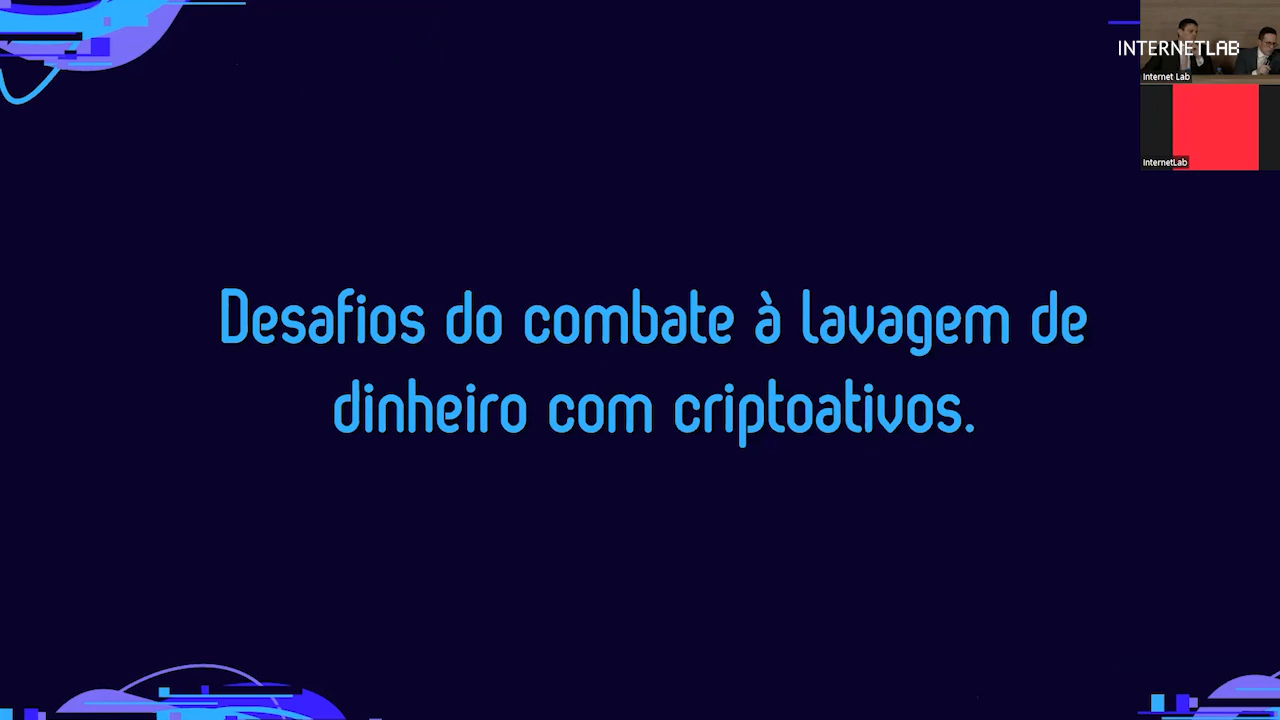 INTERNETLAB
Internet Lab
InternetLab
Desafios do combate à lavagem de
dinheiro com criptoativos.